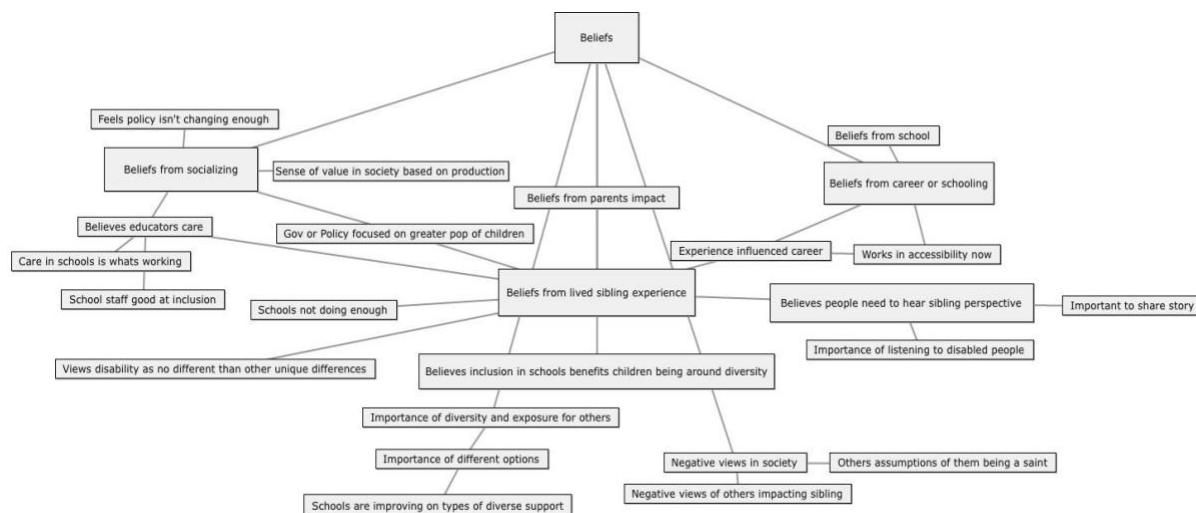 Beliefs
Feels policy isn't changing enough
Beliefs from school
Beliefs from socializing
Sense of value in society based on production
Beliefs from career or schooling
Beliefs from parents impact
Believes educators care
Gov or Policy focused on greater pop of children
Experience influenced career
Works in accessibility now
Care in schools is whats working
Beliefs from lived sibling experience
School staff good at inclusion
Schools not doing enough
Believes people need to hear sibling perspective
Important to share story
Importance of listening to disabled people
Views disability as no different than other unique differences
Believes inclusion in schools benefits children being around diversity
Importance of diversity and exposure for others
Importance of different options
Negative views in society
Others assumptions of them being a saint
Schools are improving on types of diverse support
Negative views of others impacting sibling